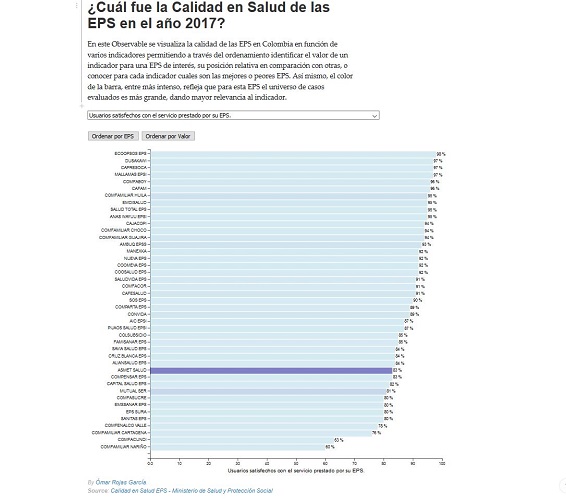 ¿Cuál fue la Calidad en Salud de las
EPS en el año 2017?
En este Observable se visualiza la calidad de las EPS en Colombia en función de
varios indicadores permitiendo a través del ordenamiento identificar el valor de un
indicador para una EPS de interés, su posición relativa en comparación con otras, o
conocer para cada indicador cuales son las mejores o peores EPS. Así mismo, el color
de la barra, entre más intenso, refleja que para esta EPS el universo de casos
evaluados es más grande, dando mayor relevancia al indicador.
Usuarios satisfechos con el servicio prestado por su EPS.
Ordenar por EPS Ordenar por Valor
ECOOPSOS EPS 98 %
DUSAKAWI 97 %
CAPRESOCA 97 %
MALLAMAS EPSI 97 %
COMFABOY 96 %
CAFAM 96 %
COMFAMILIAR HUILA 95 %
EMDISALUD 95 %
SALUD TOTAL EPS 95 %
ANAS WAYUU EPSI 95 %
CAJACOPI 94 %
COMFAMILIAR CHOCO 94 %
COMFAMILIAR GUAJIRA 94 %
AMBUQ EPSS 93 %
MANEXKA 92 %
NUEVA EPS 92 %
COOMEVA EPS 92 %
COOSALUD EPS 92 %
SALUDVIDA EPS 91 %
COMFACOR 91 %
CAFESALUD 91 %
SOS EPS 90 %
COMPARTA EPS 89 %
CONVIDA 89 %
AIC EPS 87 %
PIJAOS SALUD EPSI 87 %
COLSUBSIDIO 85 %
FAMISANAR EPS 85 %
SAVIA SALUD EPS 84 %
CRUZ BLANCA EPS 84 %
ALIANSALUD EPS 84 %
ASMET SALUD 83 %
COMPENSAR EPS 83 %
CAPITAL SALUD EPS 82 %
MUTUAL SER 81 %
COMFASUCRE 80 %
EMSSANAR EPS 80 %
EPS SURA 80 %
SANITAS EPS 80 %
COMFENALCO VALLE 78 %
COMFAMILIAR CARTAGENA 76 %
COMFACUNDI 63 %
COMFAMILIAR NARIÑO 60 %
0.0 10 20 30 40 50 60 70 80 90 100
Usuarios satisfechos con el servicio prestado por su EPS.
By Ómar Rojas García
Source: Calidad en Salud EPS - Ministerio de Salud y Protección Social